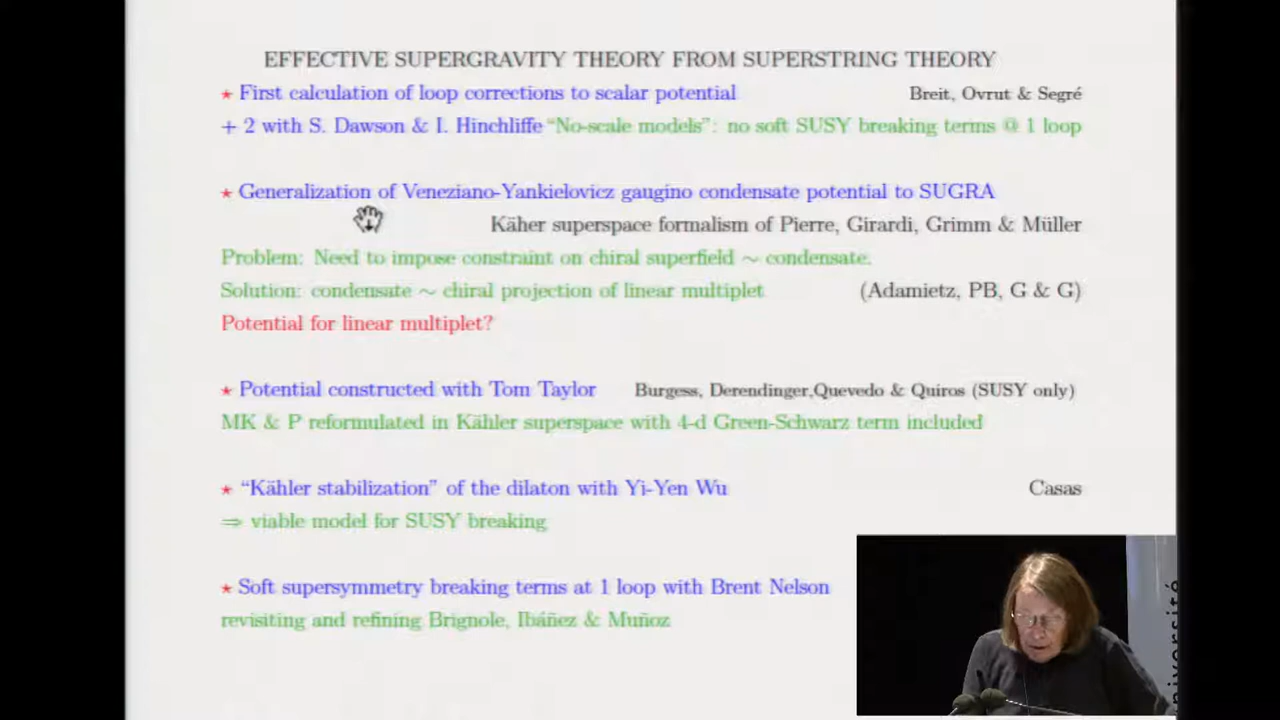 EFFECTIVE SUPERGRAVITY THEORY FROM SUPERSTRING THEORY
⋆ First calculation of loop corrections to scalar potential Breit, Ovrut & Segré
+ 2 with S. Dawson & I. Hinchliffe "No-scale models": no soft SUSY breaking terms @ 1 loop
⋆ Generalization of Veneziano-Yankielovicz gaugino condensate potential to SUGRA
Käher superspace formalism of Pierre, Girardi, Grimm & Müller
Problem: Need to impose constraint on chiral superfield ∼ condensate.
Solution: condensate ∼ chiral projection of linear multiplet (Adamietz, PB, G & G)
Potential for linear multiplet?
⋆ Potential constructed with Tom Taylor Burgess, Derendinger,Quevedo & Quiros (SUSY only)
MK & P reformulated in Kähler superspace with 4-d Green-Schwarz term included
⋆ "Kähler stabilization" of the dilaton with Yi-Yen Wu Casas
⇒ viable model for SUSY breaking
⋆ Soft supersymmetry breaking terms at 1 loop with Brent Nelson
revisiting and refining Brignole, Ibáñez & Muñoz
niversité